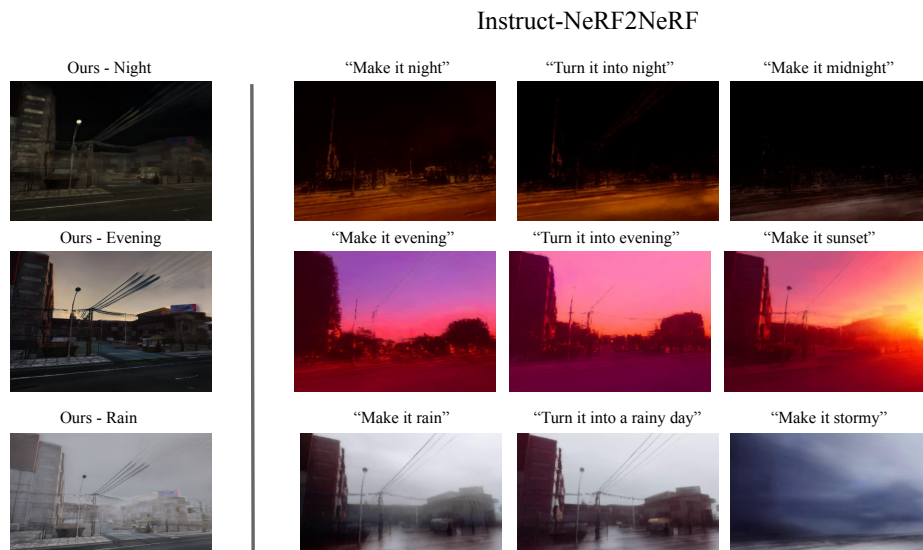 Instruct-NeRF2NeRF
Ours - Night
“Make it night”
“Turn it into night”
“Make midnight”
Ours - Evening
“Make it evening”
“Turn it into evening”
“Make it sunset”
Ours - Rain
“Make it rain”
“Turn it into a rainy day”
“Make it stormy”